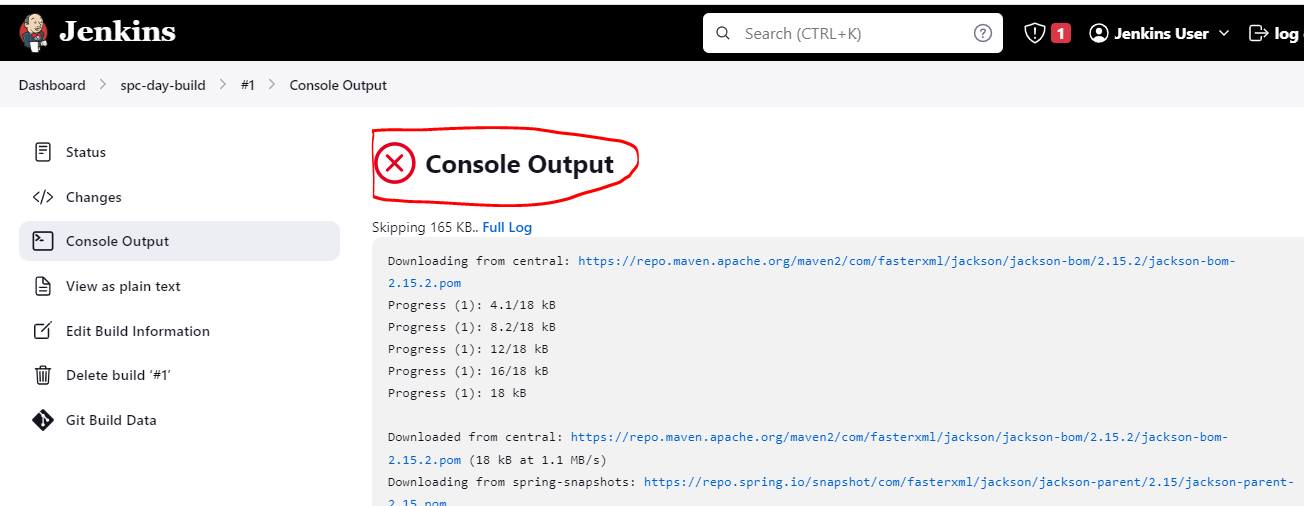 Jenkins
Search (CTRL+K)
1
Jenkins User
log
Dashboard
spc-day-build
#1
Console Output
Status
Changes
Console Output
View as plain text
Edit Build Information
Delete build ‘#1’
Git Build Data
Console Output
Skipping 165 KB.. Full Log
Downloading from central: https://repo.maven.apache.org/maven2/com/fasterxml/jackson/jackson-bom/2.15.2/jackson-bom-
2.15.2.pom
Progress (1): 4.1/18 kB
Progress (1): 8.2/18 kB
Progress (1): 12/18 kB
Progress (1): 16/18 kB
Progress (1): 18 kB
Downloaded from central: https://repo.maven.apache.org/maven2/com/fasterxml/jackson/jackson-bom/2.15.2/jackson-bom-
2.15.2.pom (18 kB at 1.1 MB/s)
Downloading from spring-snapshots: https://repo.spring.io/snapshot/com/fasterxml/jackson/jackson-parent/2.15/jackson-parent-
2.15.pom